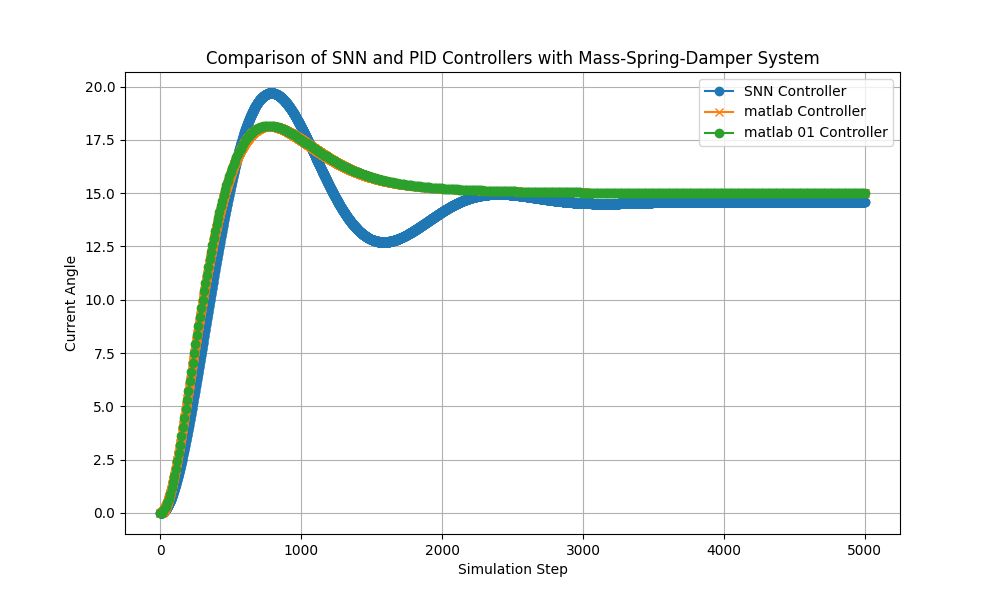 Comparison of SNN and PID Controllers with Mass-Spring-Damper System
SNN Controller
matlab Controller
matlab 01 Controller
Current Angle
20.0
17.5
15.0
12.5
10.0
7.5
5.0
2.5
0.0
0 1000 2000 3000 4000 5000
Simulation Step